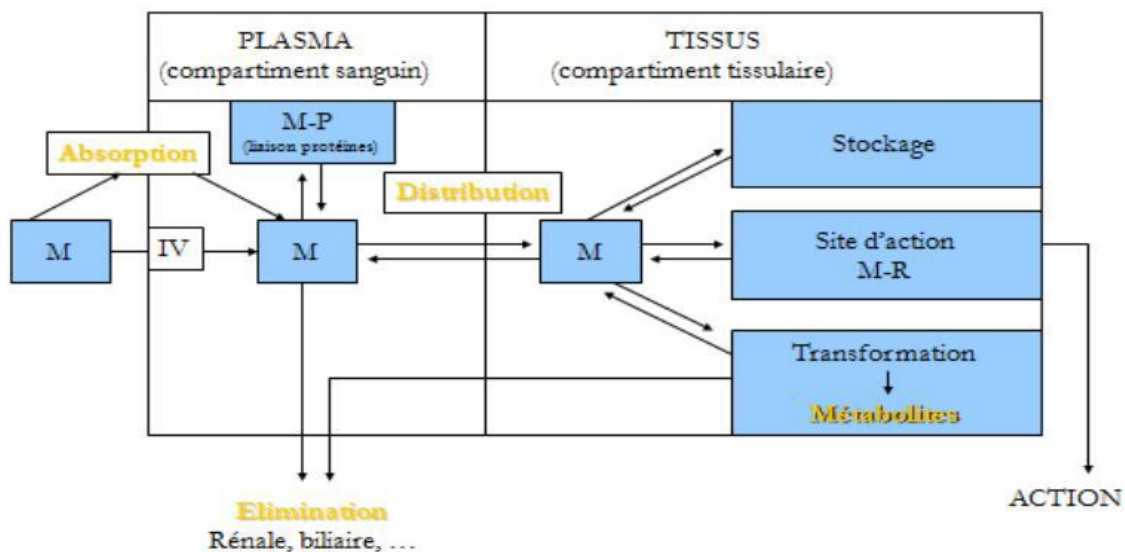 PLASMA
(compartiment sanguin)
TISSUS
(compartiment tissulaire)
M-P
(liaison protéines)
Absorption
Stockage
Distribution
M
IV
M
M
Site d'action
M-R
Transformation
Métabolites
Elimination
Rénale, biliaire, …
ACTION